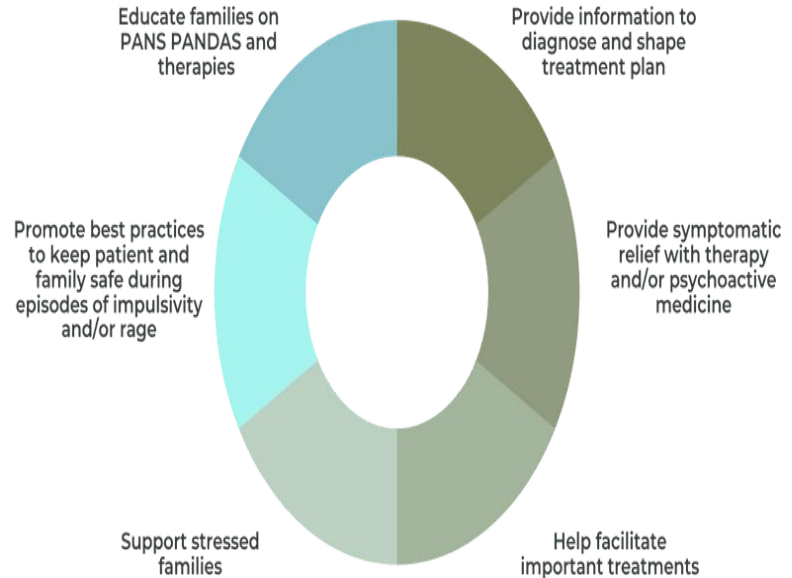 Educate families on
PANS PANDAS and
therapies
Provide information to
diagnose and shape
treatment plan
Promote best practices
to keep patient and
family safe during
episodes of impulsivity
and/or rage
Provide symptomatic
relief with therapy
and/or psychoactive
medicine
Support stressed
families
Help facilitate
important treatments